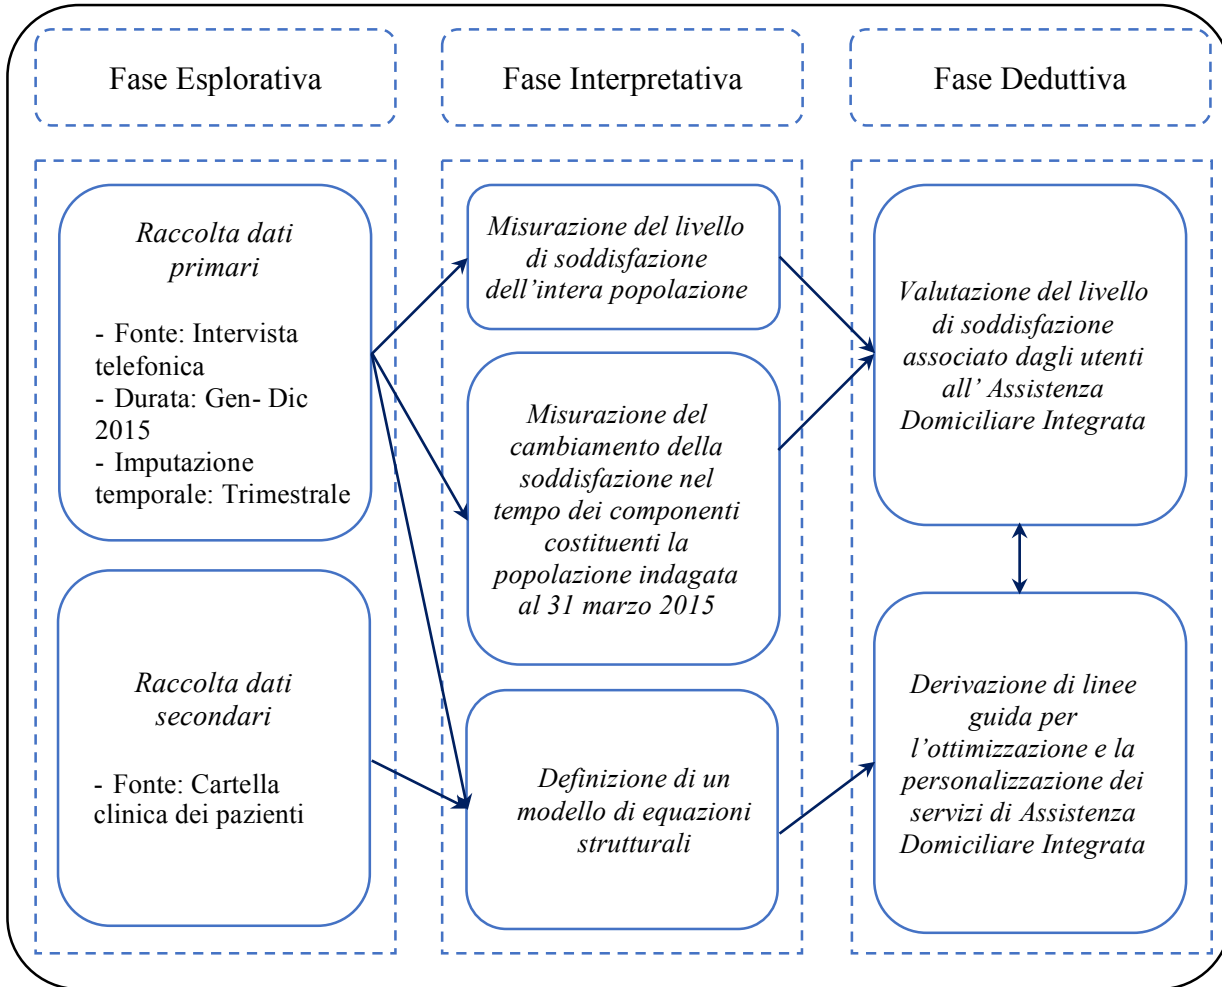 Fase Esplorativa
Fase Interpretativa
Fase Deduttiva
Raccolta dati
primari
- Fonte: Intervista
telefonica
- Durata: Gen- Dic
2015
- Imputazione
temporale: Trimestrale
Raccolta dati
secondari
- Fonte: Cartella
clinica dei pazienti
Misurazione del livello
di soddisfazione
dell’intera popolazione
Misurazione del
cambiamento della
soddisfazione nel
tempo dei componenti
costituenti la
popolazione indagata
al 31 marzo 2015
Definizione di un
modello di equazioni
strutturali
Valutazione del livello
di soddisfazione
associato dagli utenti
all’ Assistenza
Domiciliare Integrata
Derivazione di linee
guida per
l’ottimizzazione e la
personalizzazione dei
servizi di Assistenza
Domiciliare Integrata